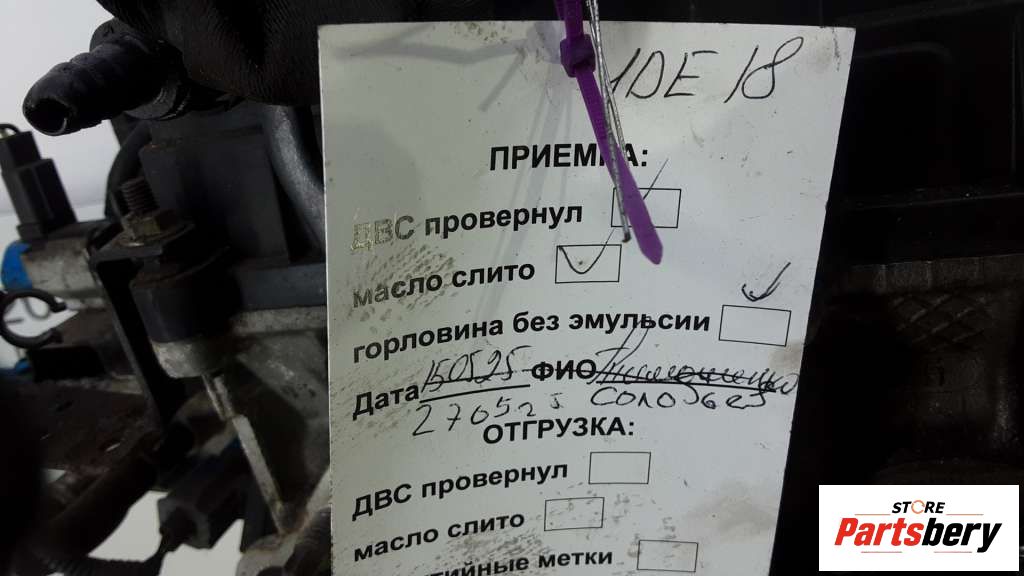 1DE 18
ПРИЕМКА:
ДВС провернул
масло слито
горловина без эмульсии
Дата 150525 ФИО
270525 Соловьев
ОТГРУЗКА:
ДВС провернул
масло слито
метки
STORE
Partsbery